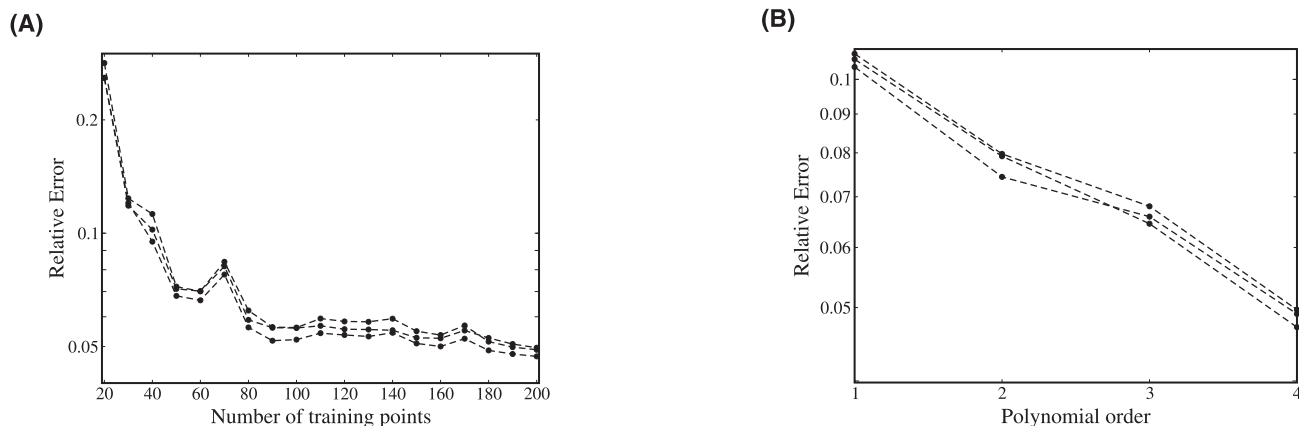 (A)
0.2
0.1
0.05
Relative Error
20 40 60 80 100 120 140 160 180 200
Number of training points
(B)
0.1
0.09
0.08
0.07
0.06
0.05
Relative Error
1 2 3 4
Polynomial order